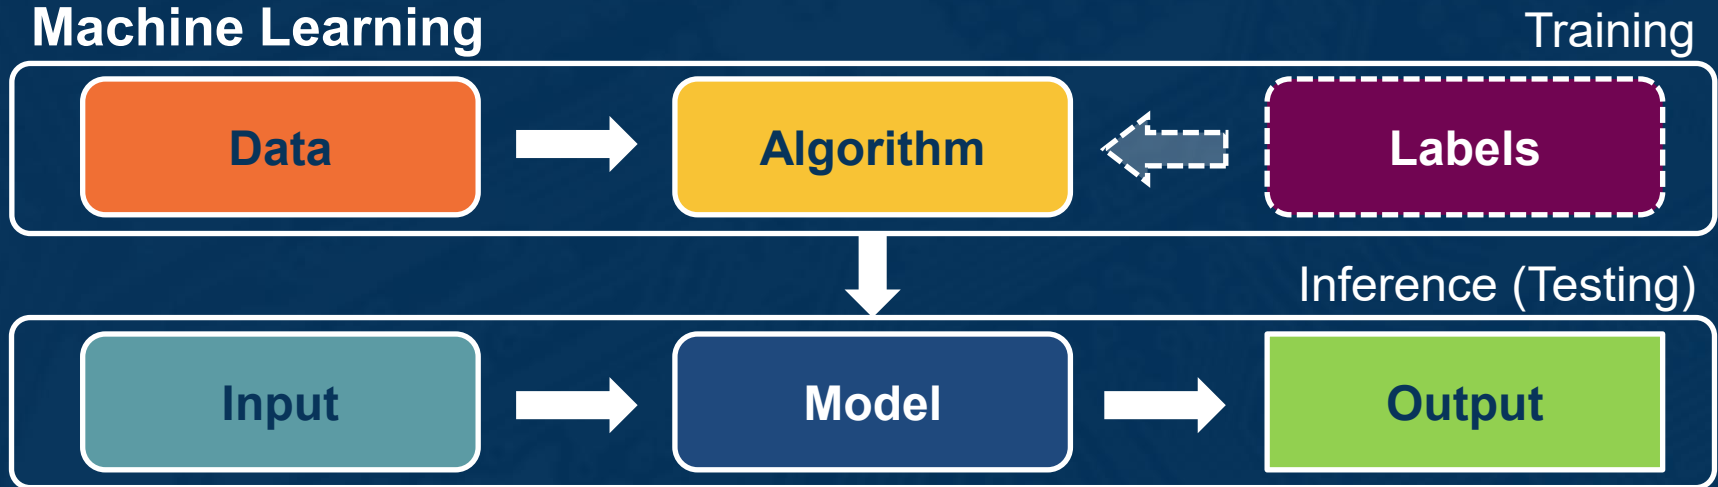 Machine Learning
Training
Data
Algorithm
Labels
Inference (Testing)
Input
Model
Output